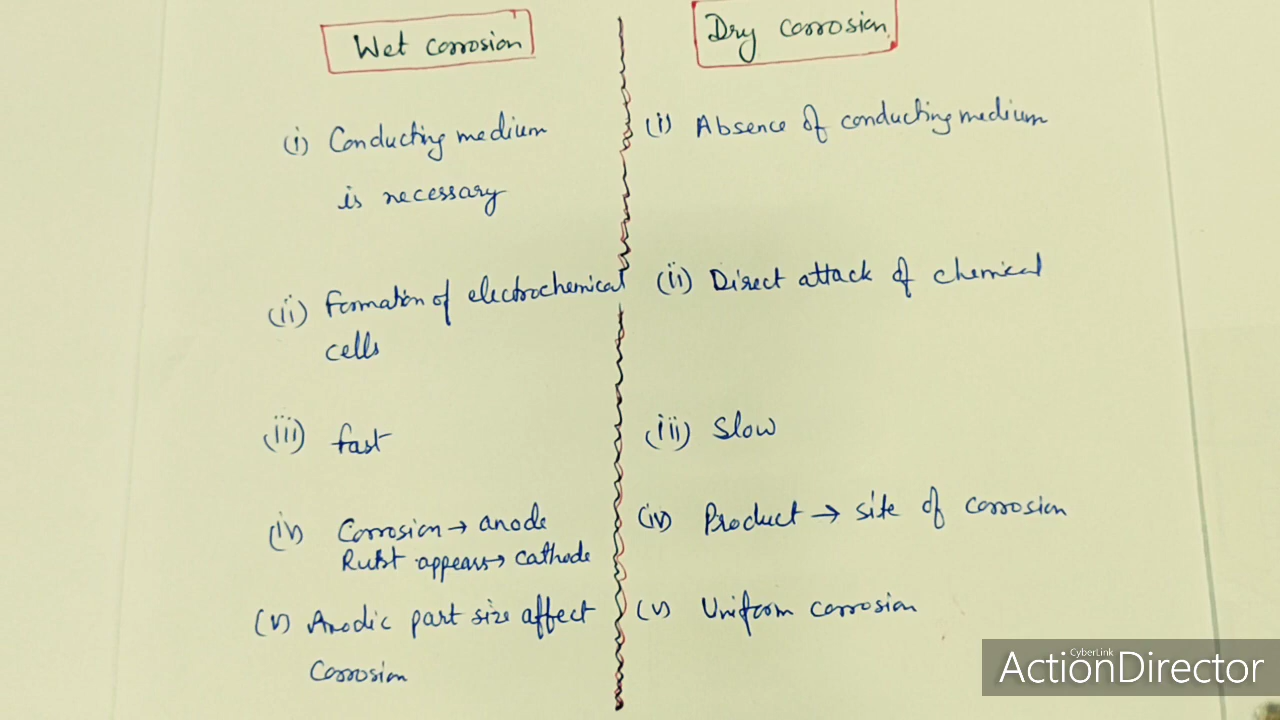 Wet corrosion
(i) Conducting medium
is necessary
(ii) Formation of electrochemical
cells
(iii) fast
(iv) Corrosion → anode
Rust appears → cathode
(v) Anodic part size affect
Corrosion
Dry corrosion
(i) Absence of conducting medium
(ii) Direct attack of chemical
(iii) Slow
(iv) Product → site of corrosion
(v) Uniform corrosion
CyberLink
ActionDirector